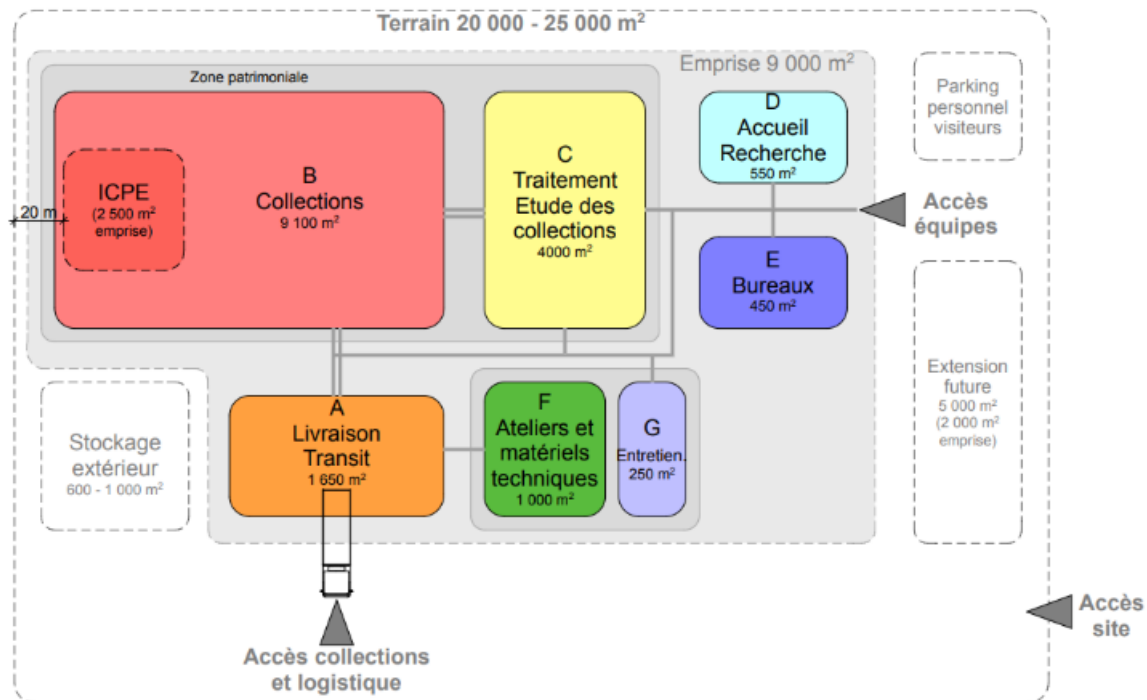 Terrain 20 000 - 25 000 m²
Emprise 9 000 m²
Zone patrimoniale
ICPE
(2 500 m²
emprise)
20 m
B
Collections
9 100 m²
C
Traitement
Etude des
collections
4000 m²
D
Accueil
Recherche
550 m²
Parking
personnel
visiteurs
Accès
équipes
E
Bureaux
450 m²
Stockage
extérieur
600 - 1 000 m²
A
Livraison
Transit
1 650 m²
F
Ateliers et
matériels
techniques
1 000 m²
G
Entretien.
250 m²
Extension
future
5 000 m²
(2 000 m²
emprise)
Accès
site
Accès collections
et logistique